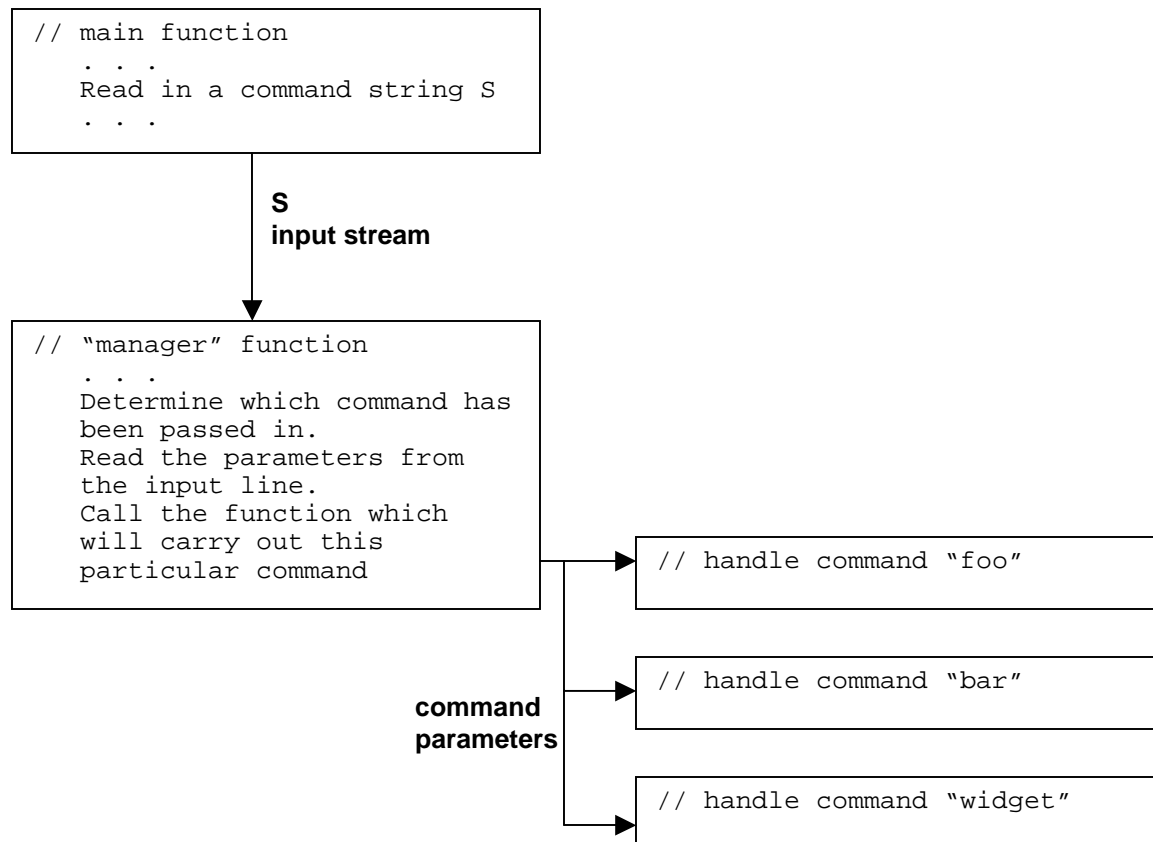 // main function
. . .
Read in a command string S
. . .
S
input stream
// “manager” function
. . .
Determine which command has
been passed in.
Read the parameters from
the input line.
Call the function which
will carry out this
particular command
// handle command “foo”
// handle command “bar”
command
parameters
// handle command “widget”